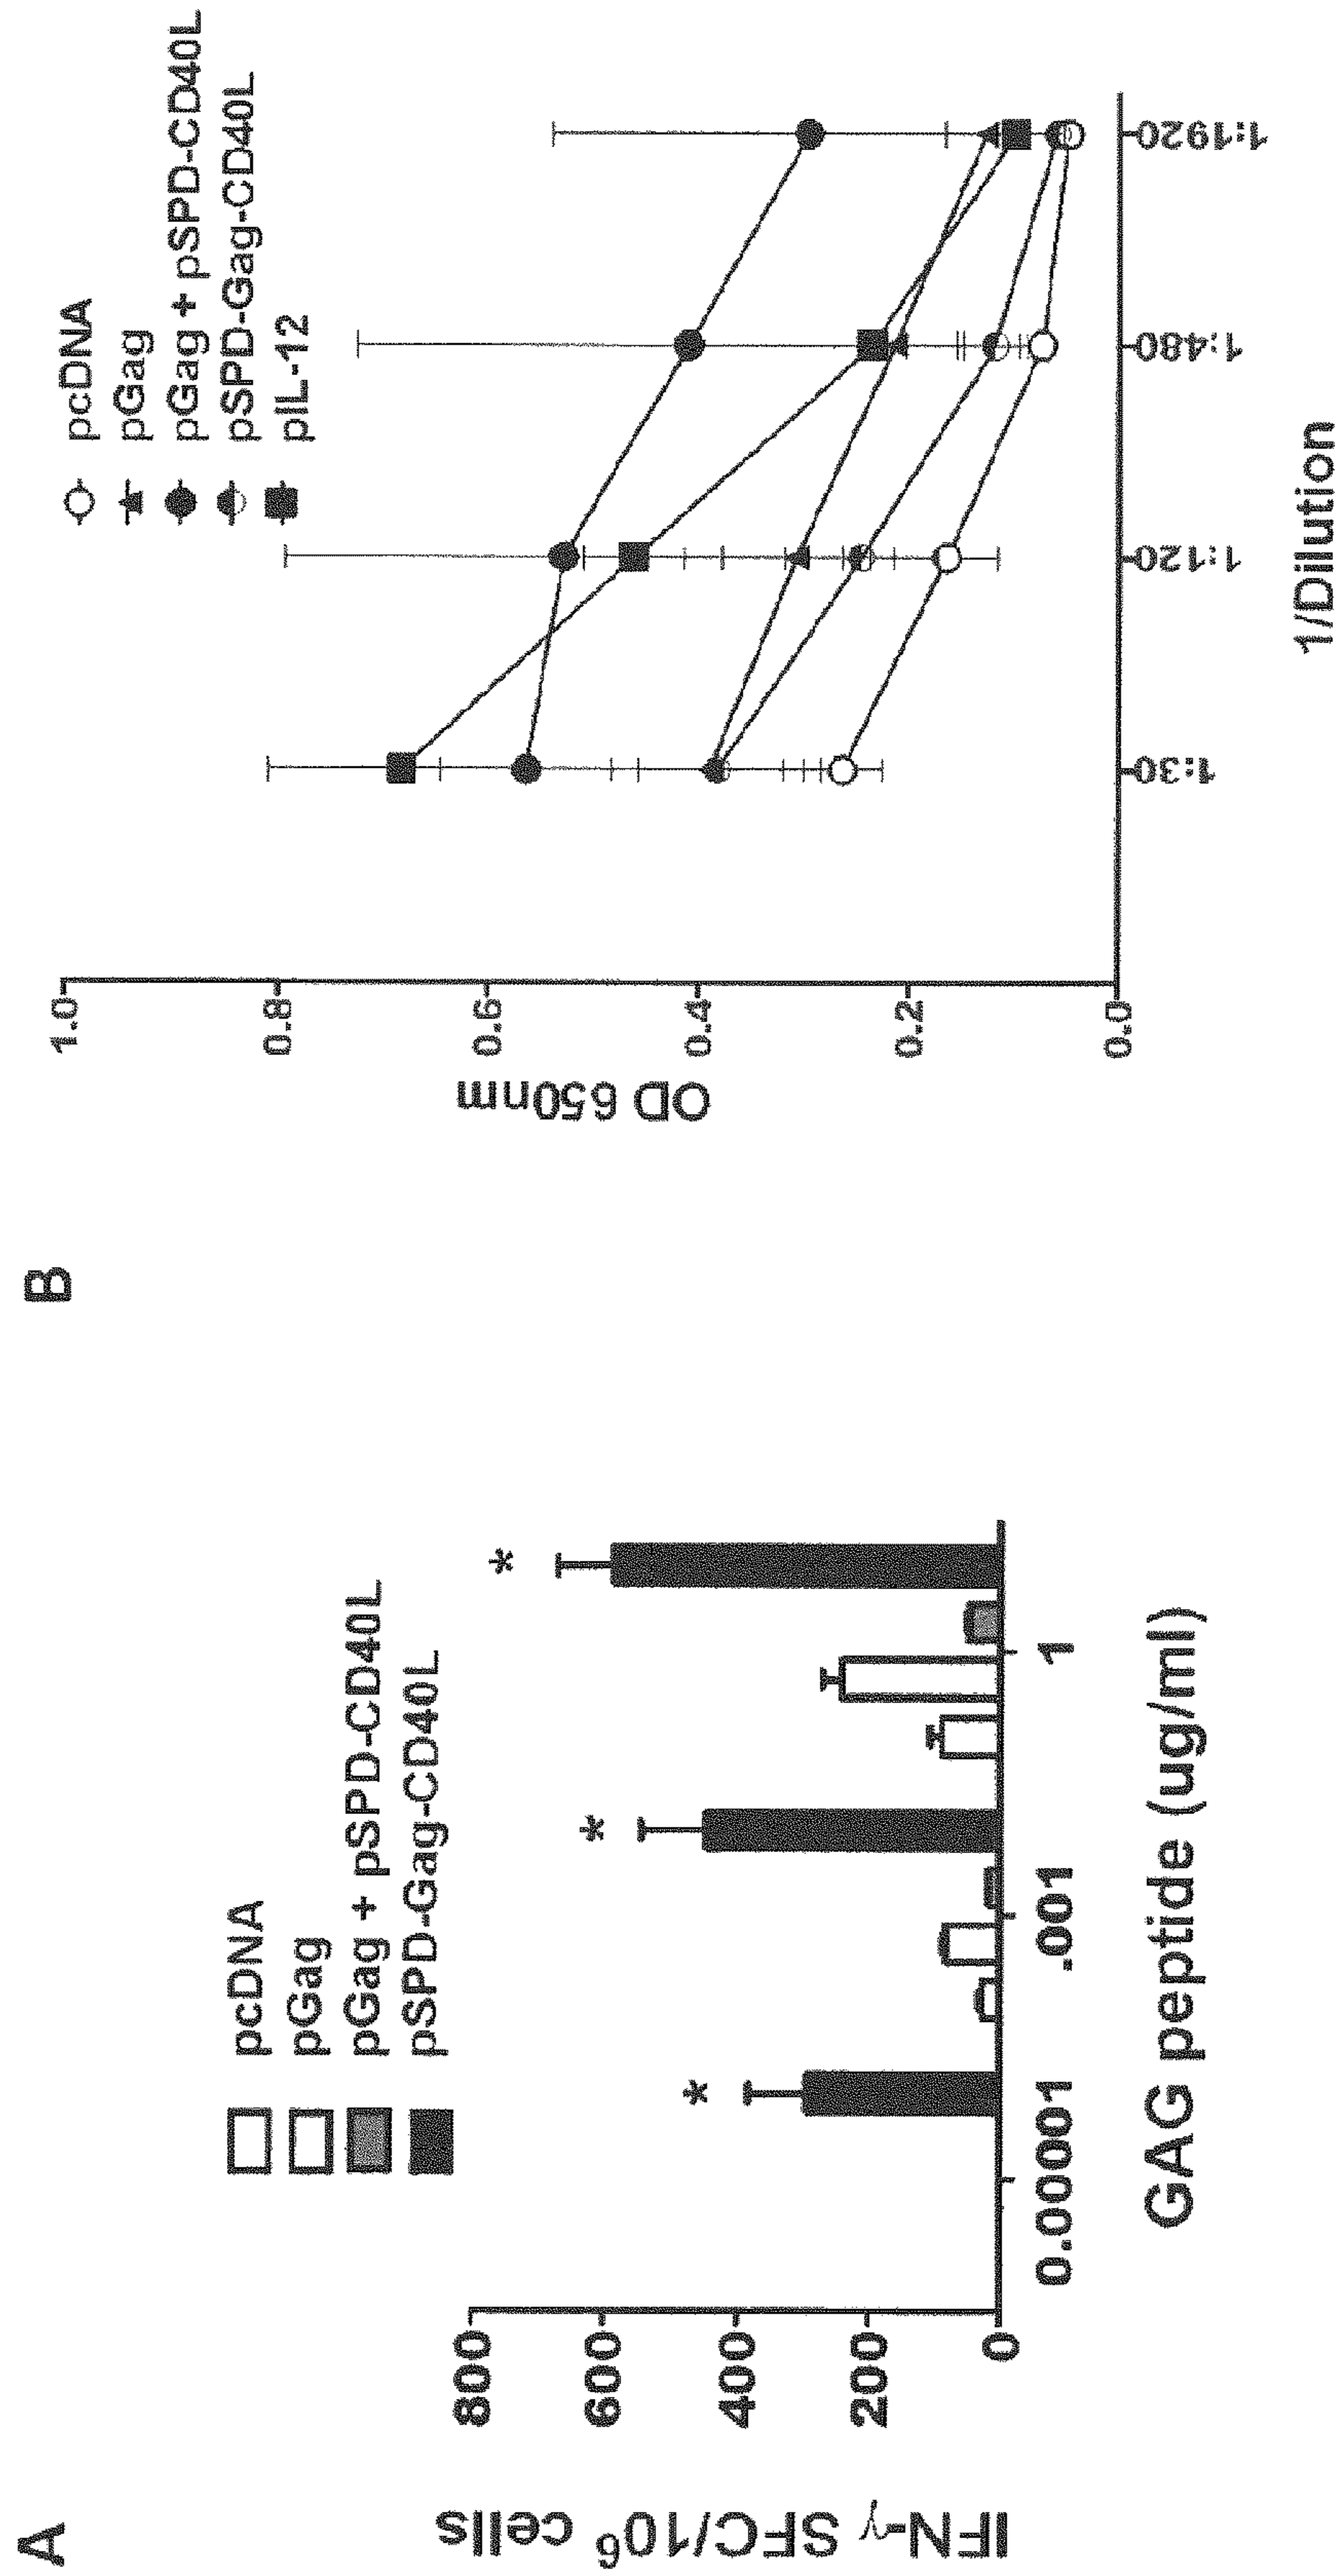 A
pcDNA
pGag
pGag + pSPD-CD40L
pSPD-Gag-CD40L
IFN-γ SFC/10⁶ cells
800
600
400
200
0
*
*
*
0.00001
.001
1
GAG peptide (ug/ml)
B
pcDNA
pGag
pGag + pSPD-CD40L
pSPD-Gag-CD40L
pIL-12
OD 650nm
1.0
0.8
0.6
0.4
0.2
0.0
1:30
1:120
1:480
1:1920
1/Dilution